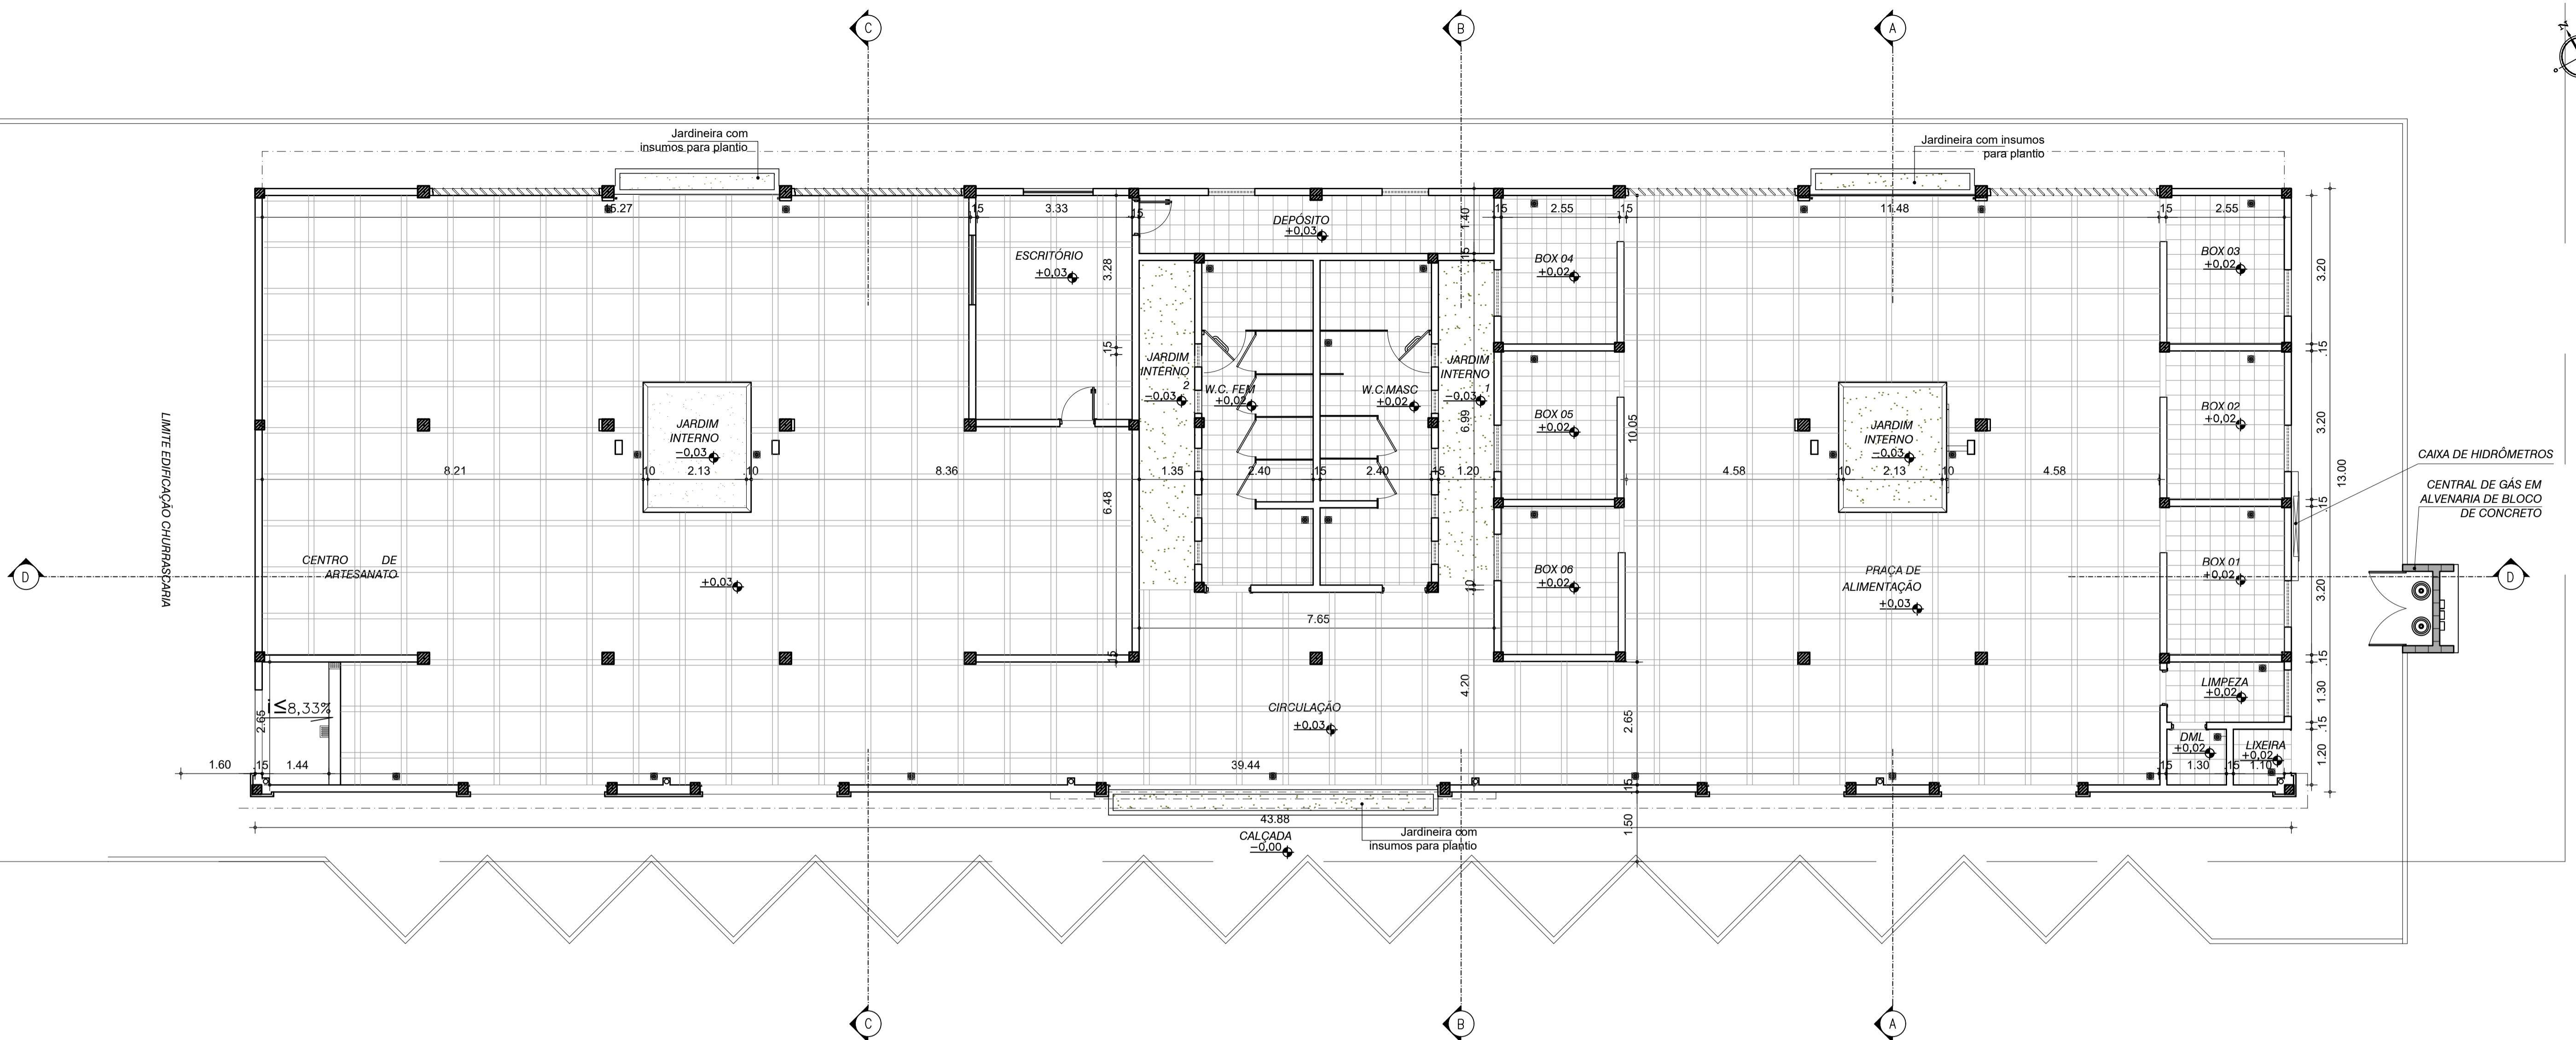 C
B
A
N
Jardineira com
insumos para plantio
Jardineira com insumos
para plantio
15.27
.15
3.33
.15
1.40
.15
2.55
.15
11.48
.15
2.55
DEPÓSITO
+0,03
ESCRITÓRIO
+0,03
3.28
.15
BOX 04
+0,02
BOX 03
+0,02
3.20
.15
.15
JARDIM
INTERNO
2
-0,03
W.C. FEM
+0,02
W.C.MASC
+0,02
JARDIM
INTERNO
1
-0,03
6.99
BOX 05
+0,02
10.05
BOX 02
+0,02
3.20
JARDIM
INTERNO
-0,03
JARDIM
INTERNO
-0,03
LIMITE EDIFICAÇÃO CHURRASCARIA
8.21
.10
2.13
.10
8.36
1.35
2.40
.15
2.40
.15
1.20
4.58
.10
2.13
.10
4.58
13.00
CAIXA DE HIDRÔMETROS
CENTRAL DE GÁS EM
ALVENARIA DE BLOCO
DE CONCRETO
6.48
.15
D
CENTRO DE
ARTESANATO
+0,03
BOX 06
+0,02
.10
PRAÇA DE
ALIMENTAÇÃO
+0,03
BOX 01
+0,02
3.20
D
7.65
.15
.15
i≤8,33%
2.65
4.20
CIRCULAÇÃO
+0,03
2.65
LIMPEZA
+0,02
1.30
.15
DML
+0,02
LIXEIRA
+0,02
1.20
1.60
.15
1.44
39.44
.15
1.30
.15
1.10
.15
43.88
1.50
CALÇADA
-0,00
Jardineira com
insumos para plantio
C
B
A